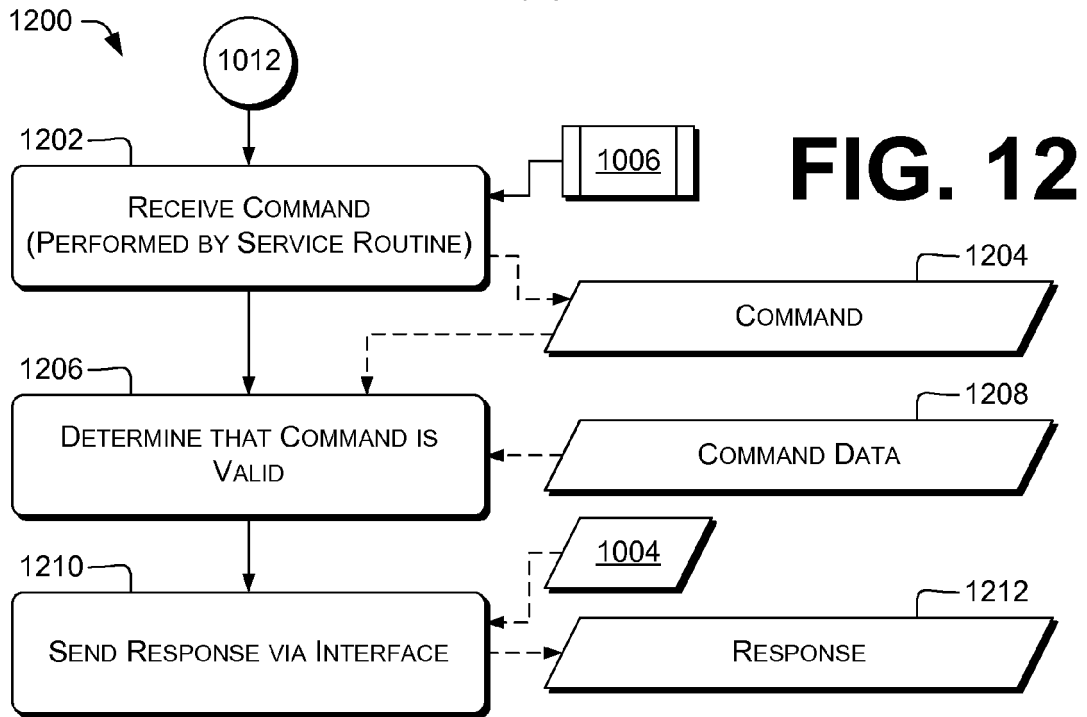 1200
1012
1202
1006
FIG. 12
RECEIVE COMMAND
(PERFORMED BY SERVICE ROUTINE)
1204
COMMAND
1206
1208
DETERMINE THAT COMMAND IS
VALID
COMMAND DATA
1004
1210
1212
SEND RESPONSE VIA INTERFACE
RESPONSE